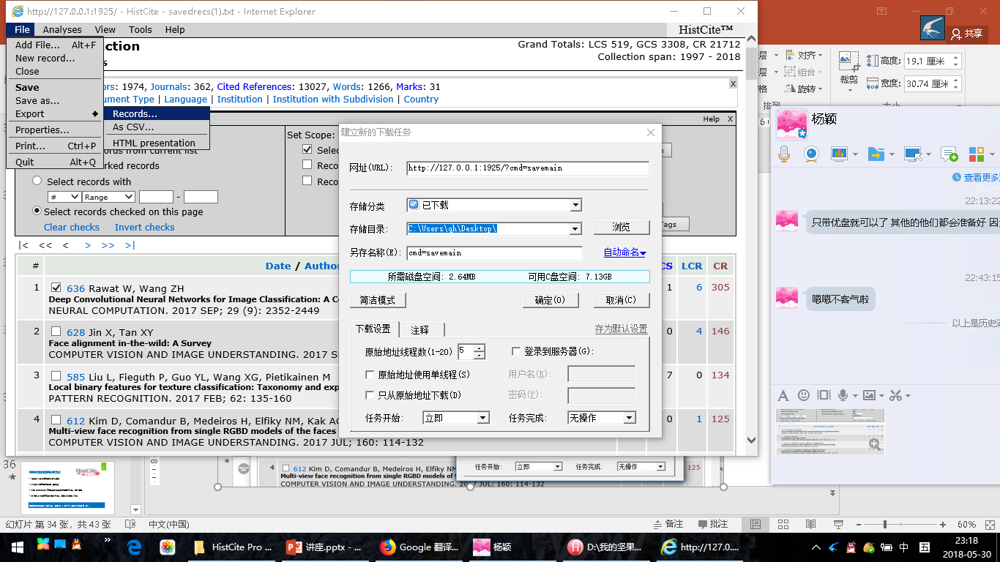 http://127.0.0.1:1925/ - HistCite - savedrecs(1).txt - Internet Explorer
File Analyses View Tools Help
HistCite™
Add File... Alt+F
New record...
Close
Save
Save as...
Export
Properties...
Print... Ctrl+P
Quit Alt+Q
Records...
As CSV...
HTML presentation
ction
Grand Totals: LCS 519, GCS 3308, CR 21712
Collection span: 1997 - 2018
ors: 1974, Journals: 362, Cited References: 13027, Words: 1266, Marks: 31
ument Type | Language | Institution | Institution with Subdivision | Country
Help X
Set Scope:
Selec
Reco
Reco
ords from current list
rked records
Select records with
# Range -
Select records checked on this page
Clear checks Invert checks
Tags
|< << < > >> >|
# Date / Author CS LCR CR
1 636 Rawat W, Wang ZH 1 6 305
Deep Convolutional Neural Networks for Image Classification: A C
NEURAL COMPUTATION. 2017 SEP; 29 (9): 2352-2449
2 628 Jin X, Tan XY 0 4 146
Face alignment in-the-wild: A Survey
COMPUTER VISION AND IMAGE UNDERSTANDING. 2017 SE
3 585 Liu L, Fieguth P, Guo YL, Wang XG, Pietikainen M 7 0 134
Local binary features for texture classification: Taxonomy and exp
PATTERN RECOGNITION. 2017 FEB; 62: 135-160
4 612 Kim D, Comandur B, Medeiros H, Elfiky NM, Kak AC 0 1 125
Multi-view face recognition from single RGBD models of the faces
COMPUTER VISION AND IMAGE UNDERSTANDING. 2017 JUL; 160: 114-132
建立新的下载任务
网址(URL): http://127.0.0.1:1925/?cmd=savemain
存储分类 已下载
存储目录: C:\Users\qh\Desktop\ 浏览
另存名称(E): cmd=savemain 自动命名
所需磁盘空间: 2.64MB 可用C盘空间: 7.13GB
简洁模式 确定(O) 取消(C)
下载设置 注释 存为默认设置
原始地址线程数(1-20) 5 登录到服务器(G):
原始地址使用单线程(S) 用户名(R):
只从原始地址下载(D) 密码(P):
任务开始: 立即 任务完成: 无操作
共享
层 对齐
层 组合
格 旋转
裁剪
高度: 19.1 厘米
宽度: 30.74 厘米
排列 大小
杨颖
查看更多
22:13:22
只带优盘就可以了 其他的他们都会准备好 因
22:43:15
嗯嗯不客气啦
以上是历史消
36
HistCite
8
4 612 Kim D, Comandur B, Medeiros H, Elfiky NM 125
Multi-view face recognition from single RGBD models of t
COMPUTER VISION AND IMAGE UNDERSTANDING. 2017 JUL; 160: 114-132
任务开始: 立即 任务完成: 无操作
幻灯片 第 34 张，共 43 张 中文(中国) 备注 批注 60%
HistCite Pro ...
讲座.pptx - ...
Google 翻译...
杨颖
D:\我的坚果...
http://127.0....
中
五
23:18
2018-05-30